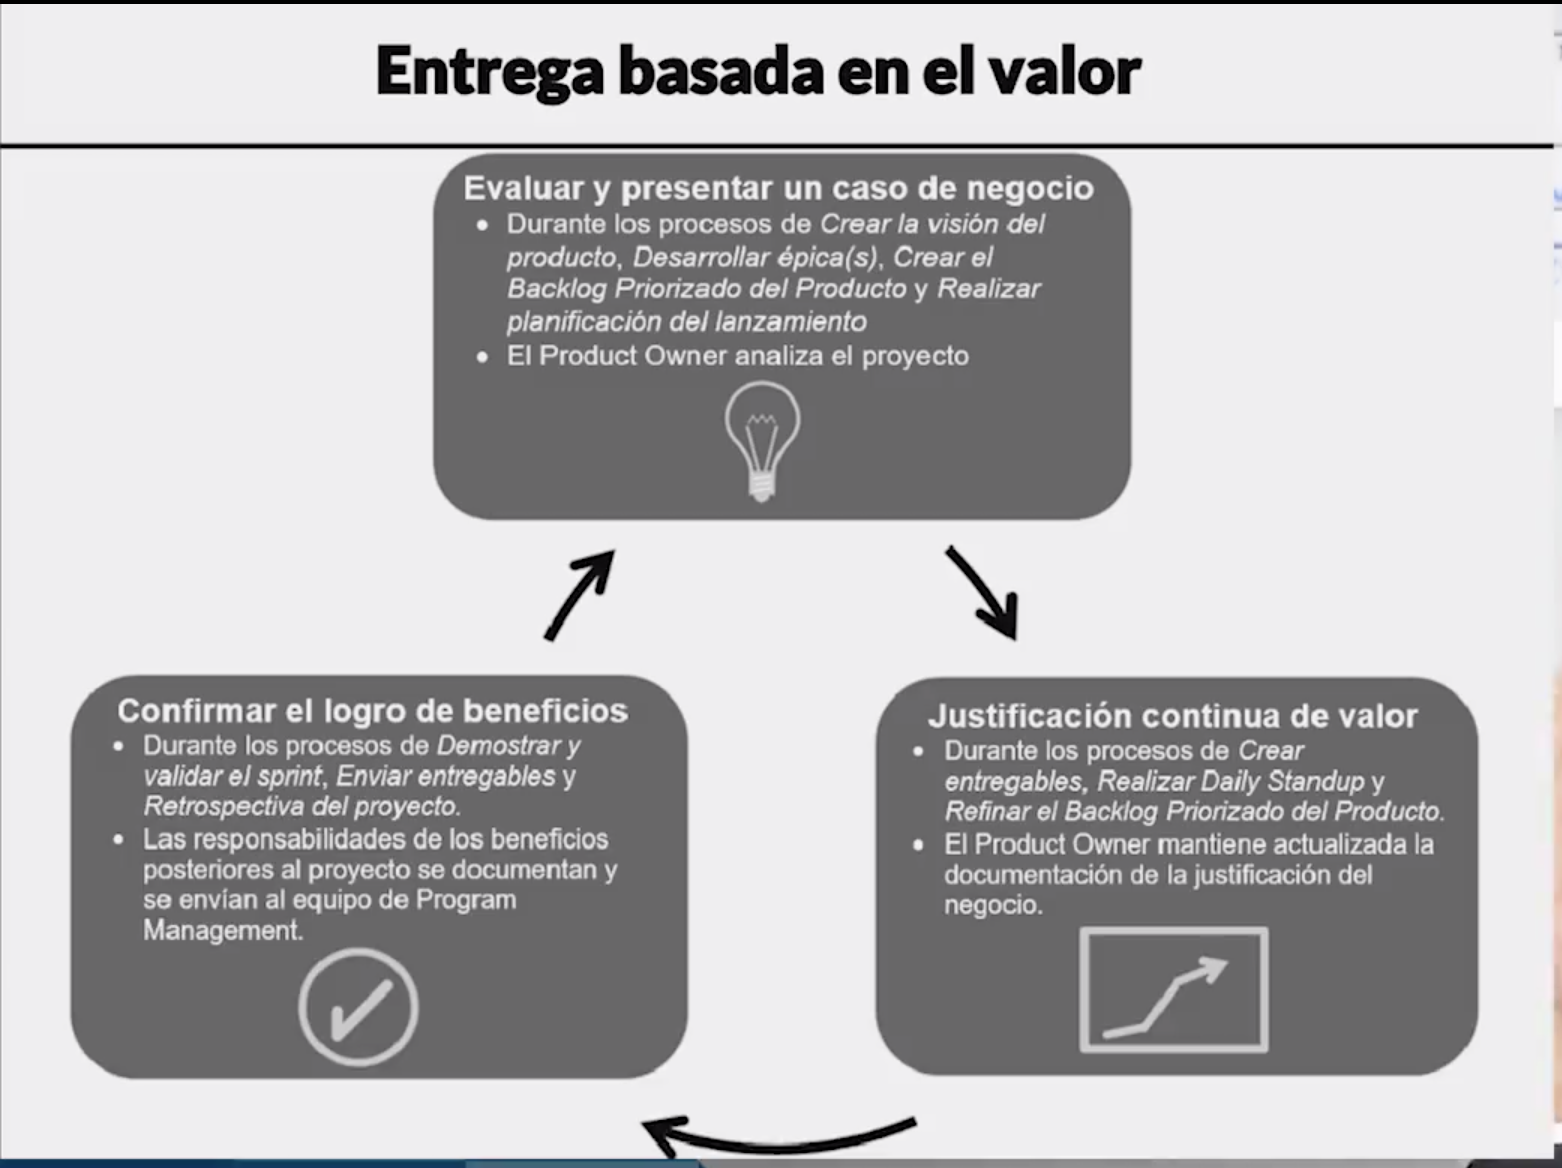 Entrega basada en el valor
Evaluar y presentar un caso de negocio
• Durante los procesos de Crear la visión del
producto, Desarrollar épica(s), Crear el
Backlog Priorizado del Producto y Realizar
planificación del lanzamiento
• El Product Owner analiza el proyecto
Confirmar el logro de beneficios
• Durante los procesos de Demostrar y
validar el sprint, Enviar entregables y
Retrospectiva del proyecto.
• Las responsabilidades de los beneficios
posteriores al proyecto se documentan y
se envían al equipo de Program
Management.
Justificación continua de valor
• Durante los procesos de Crear
entregables, Realizar Daily Standup y
Refinar el Backlog Priorizado del Producto.
• El Product Owner mantiene actualizada la
documentación de la justificación del
negocio.